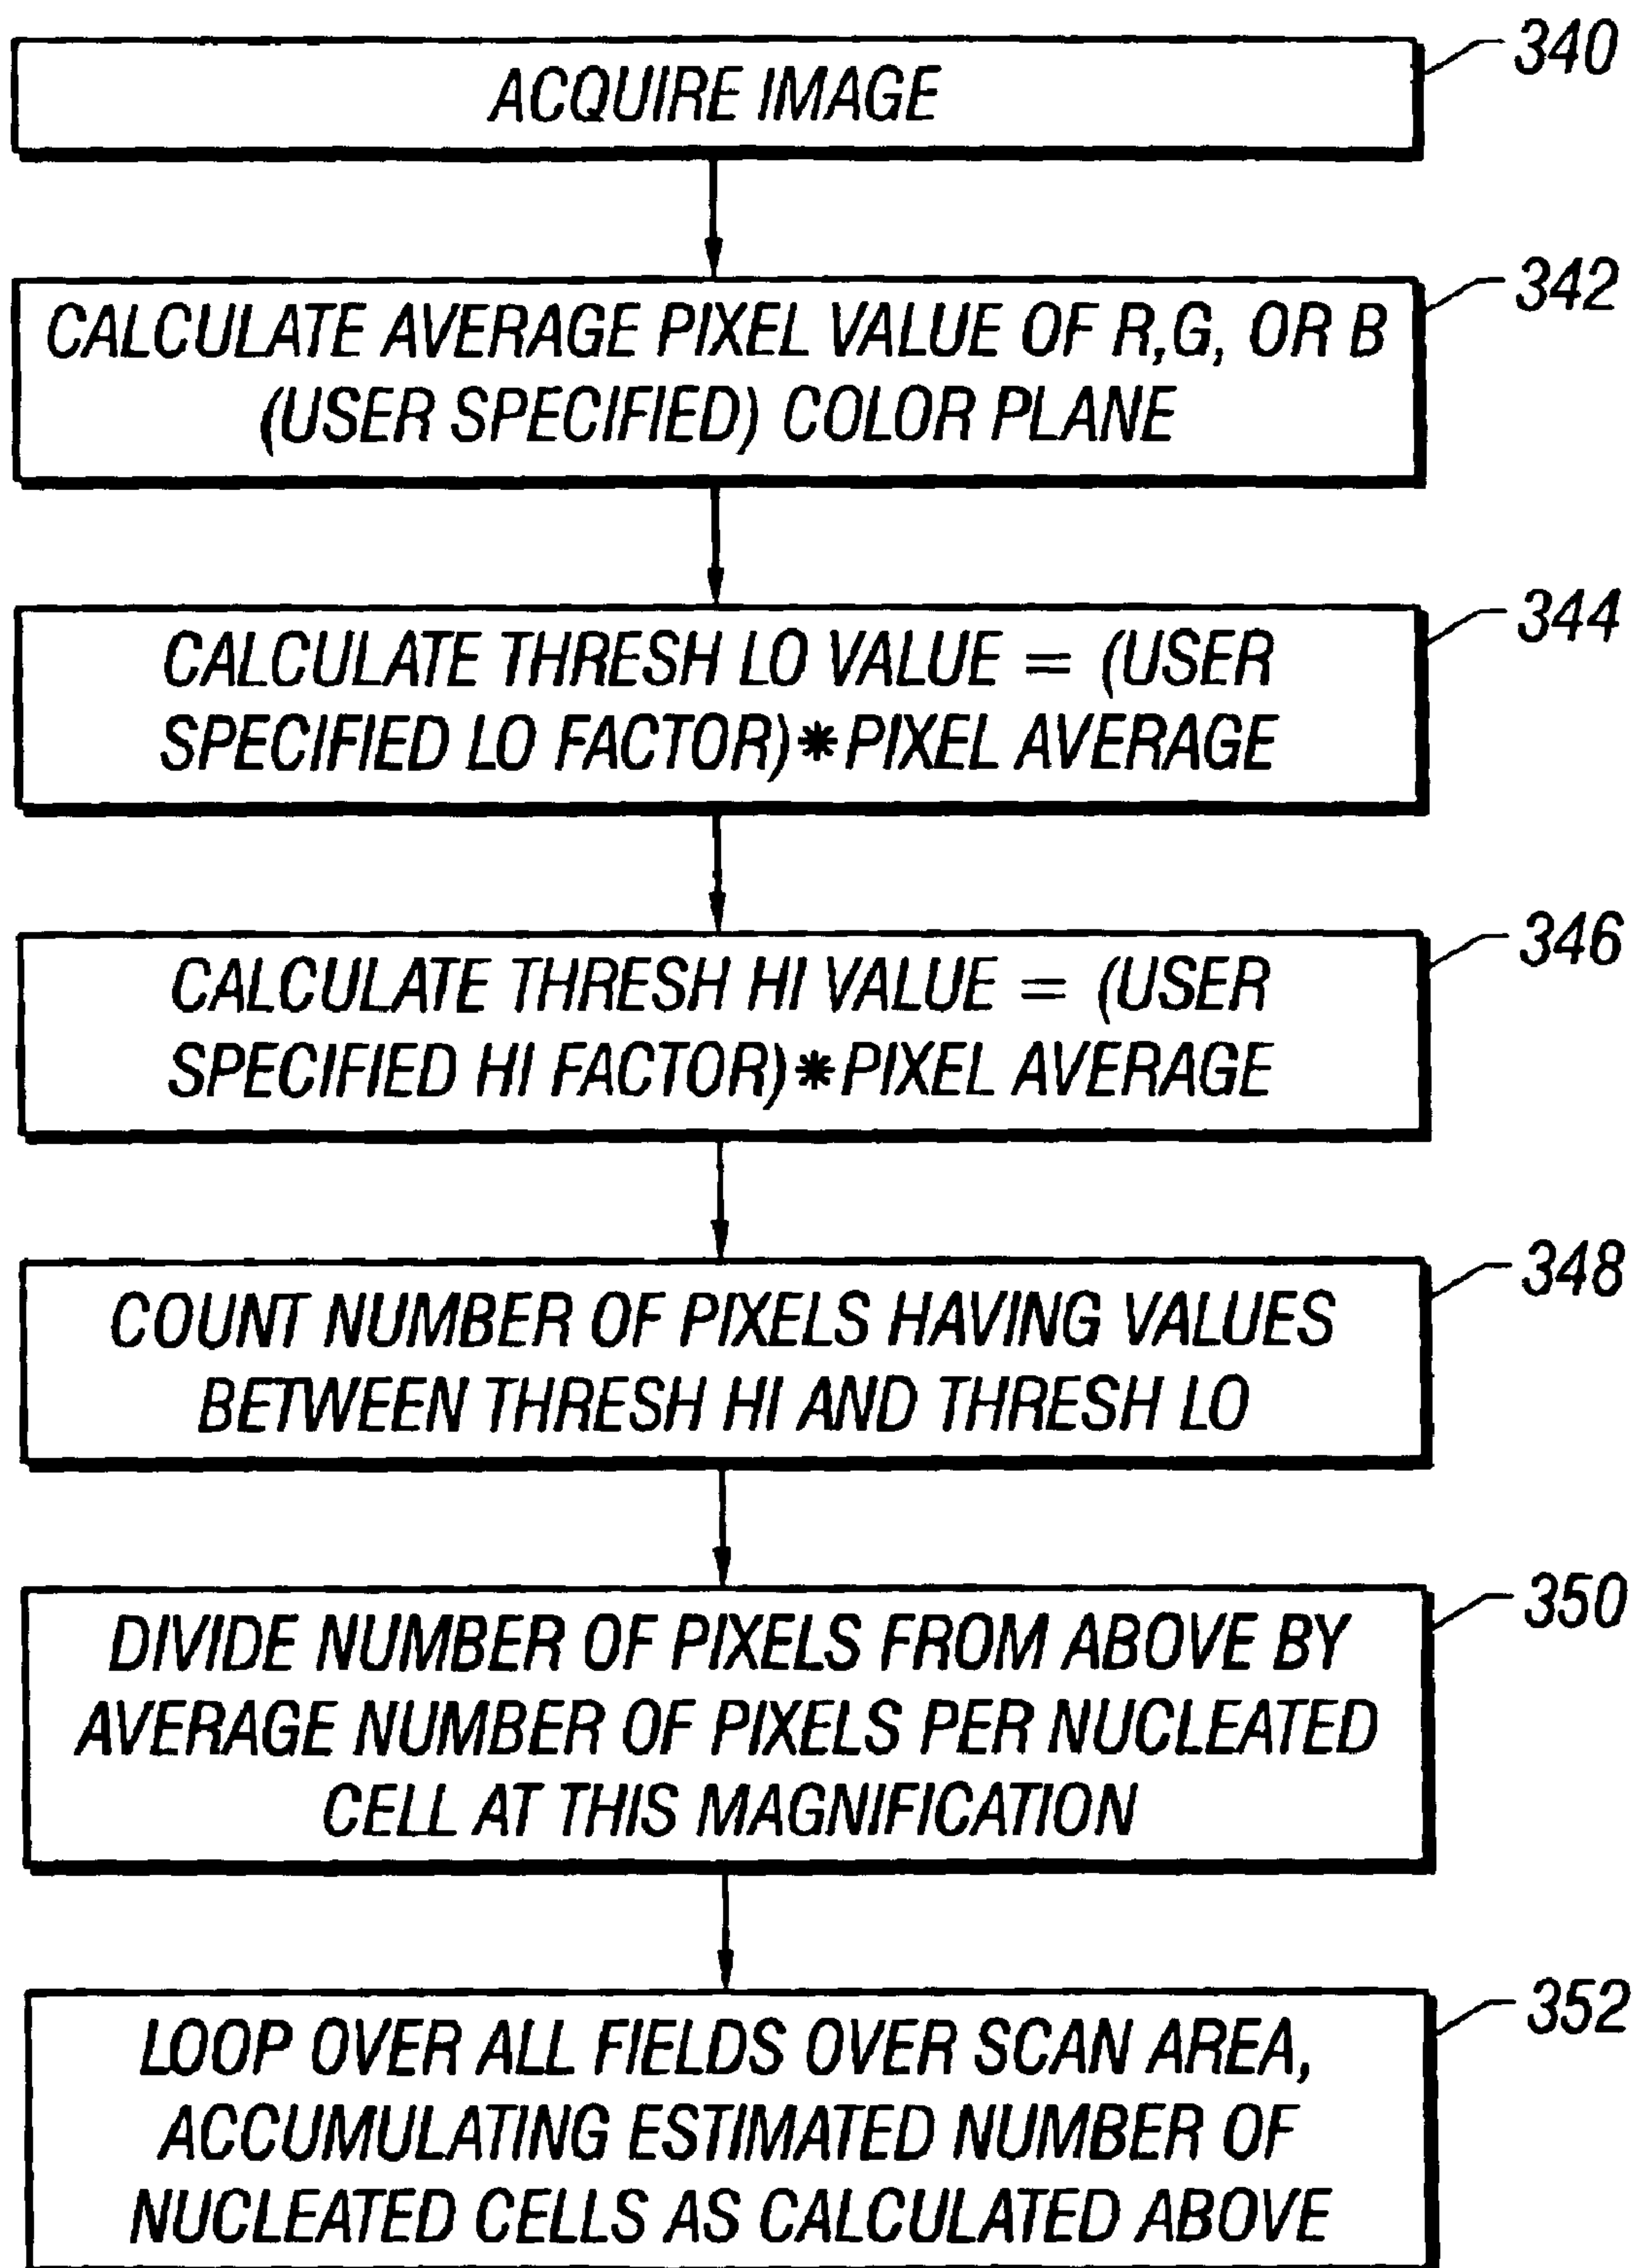 340
ACQUIRE IMAGE
342
CALCULATE AVERAGE PIXEL VALUE OF R,G, OR B
(USER SPECIFIED) COLOR PLANE
344
CALCULATE THRESH LO VALUE = (USER
SPECIFIED LO FACTOR)*PIXEL AVERAGE
346
CALCULATE THRESH HI VALUE = (USER
SPECIFIED HI FACTOR)*PIXEL AVERAGE
348
COUNT NUMBER OF PIXELS HAVING VALUES
BETWEEN THRESH HI AND THRESH LO
350
DIVIDE NUMBER OF PIXELS FROM ABOVE BY
AVERAGE NUMBER OF PIXELS PER NUCLEATED
CELL AT THIS MAGNIFICATION
352
LOOP OVER ALL FIELDS OVER SCAN AREA,
ACCUMULATING ESTIMATED NUMBER OF
NUCLEATED CELLS AS CALCULATED ABOVE